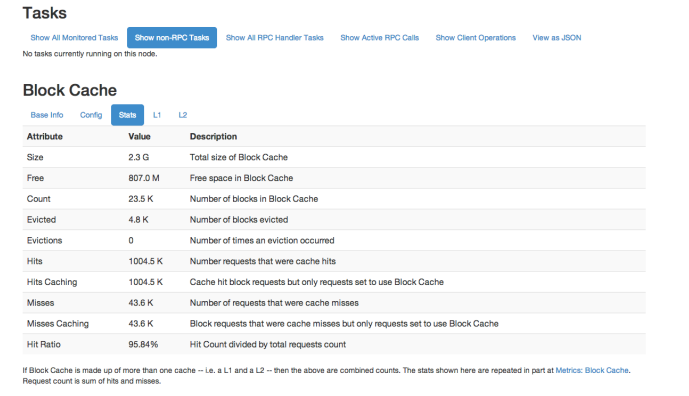 Tasks
Show All Monitored Tasks Show non-RPC Tasks Show All RPC Handler Tasks Show Active RPC Calls Show Client Operations View as JSON
No tasks currently running on this node.
Block Cache
Base Info Config Stats L1 L2
Attribute Value Description
Size 2.3 G Total size of Block Cache
Free 807.0 M Free space in Block Cache
Count 23.5 K Number of blocks in Block Cache
Evicted 4.8 K Number of blocks evicted
Evictions 0 Number of times an eviction occurred
Hits 1004.5 K Number requests that were cache hits
Hits Caching 1004.5 K Cache hit block requests but only requests set to use Block Cache
Misses 43.6 K Number of requests that were cache misses
Misses Caching 43.6 K Block requests that were cache misses but only requests set to use Block Cache
Hit Ratio 95.84% Hit Count divided by total requests count
If Block Cache is made up of more than one cache -- i.e. a L1 and a L2 -- then the above are combined counts. The stats shown here are repeated in part at Metrics: Block Cache.
Request count is sum of hits and misses.